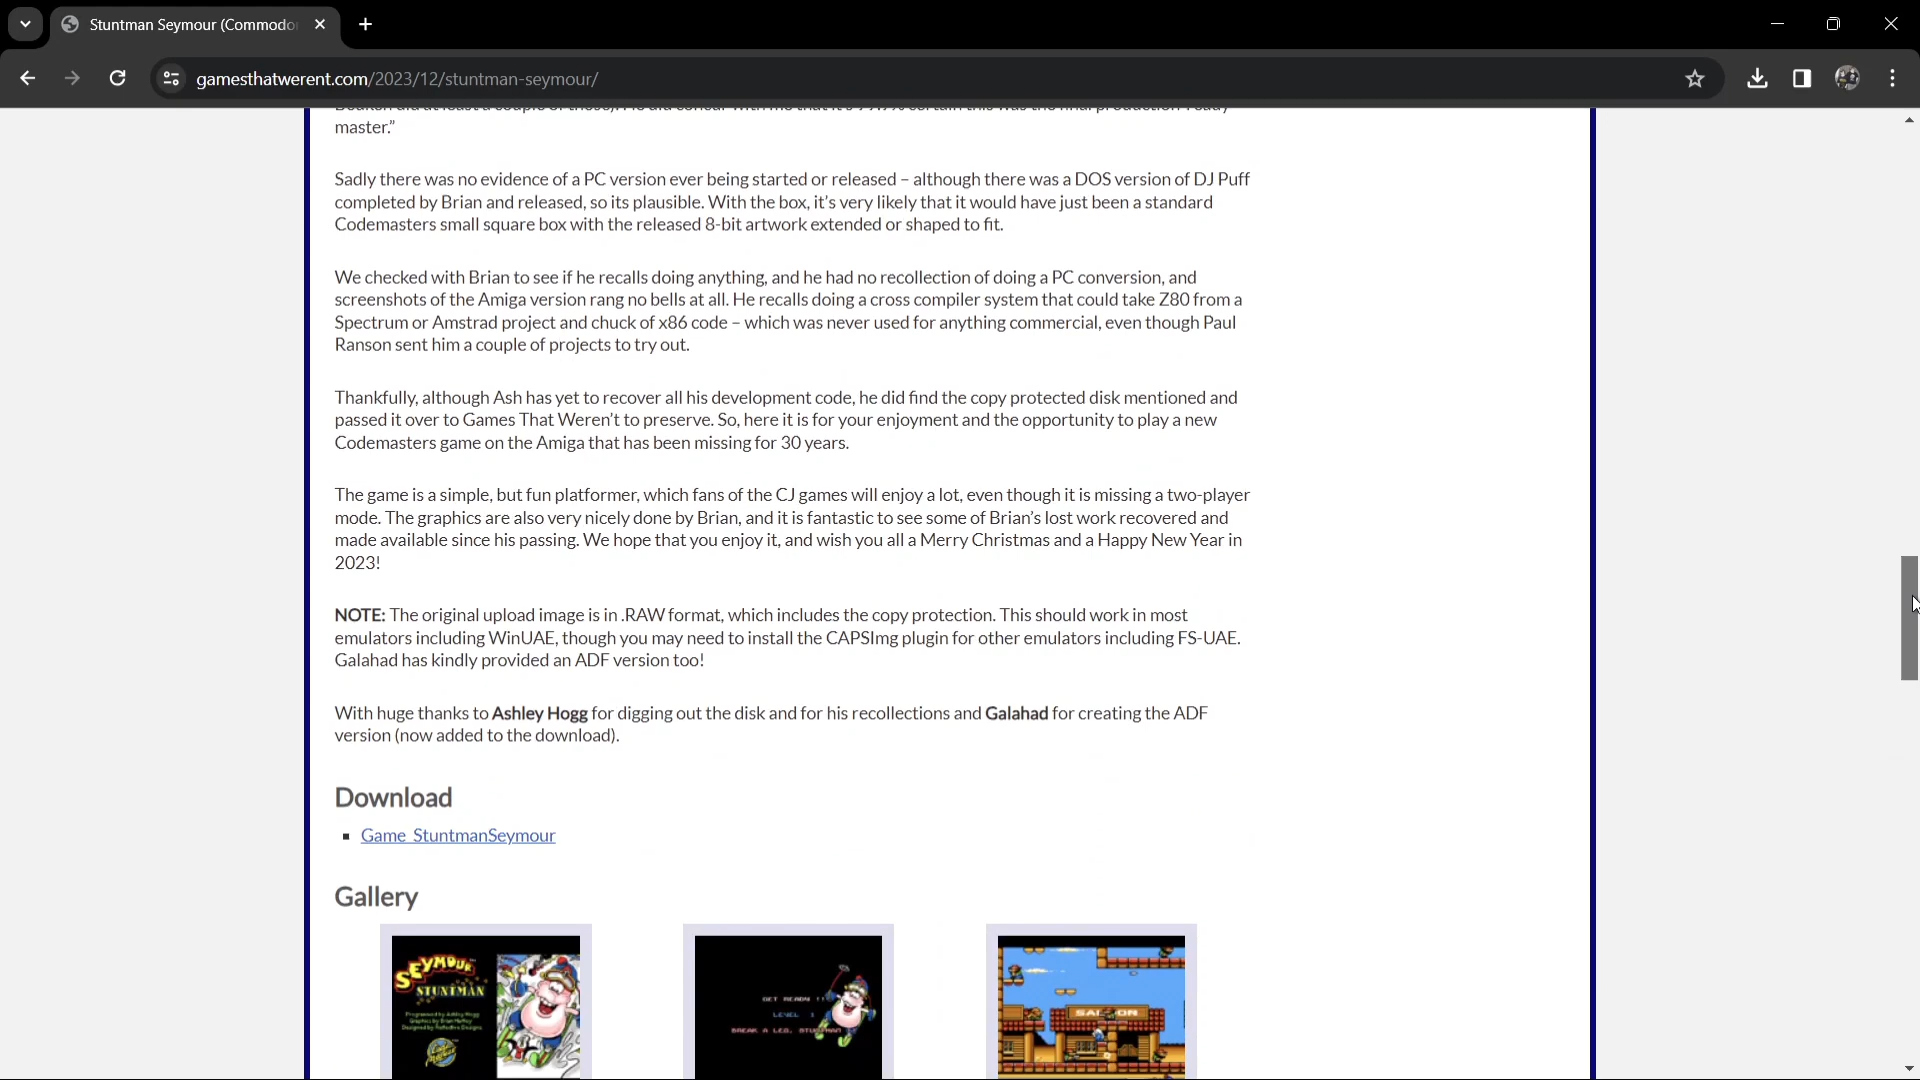 Stuntman Seymour (Commodo
gamesthatwerent.com/2023/12/stuntman-seymour/
master.”
Sadly there was no evidence of a PC version ever being started or released – although there was a DOS version of DJ Puff
completed by Brian and released, so its plausible. With the box, it’s very likely that it would have just been a standard
Codemasters small square box with the released 8-bit artwork extended or shaped to fit.
We checked with Brian to see if he recalls doing anything, and he had no recollection of doing a PC conversion, and
screenshots of the Amiga version rang no bells at all. He recalls doing a cross compiler system that could take Z80 from a
Spectrum or Amstrad project and chuck of x86 code – which was never used for anything commercial, even though Paul
Ranson sent him a couple of projects to try out.
Thankfully, although Ash has yet to recover all his development code, he did find the copy protected disk mentioned and
passed it over to Games That Weren’t to preserve. So, here it is for your enjoyment and the opportunity to play a new
Codemasters game on the Amiga that has been missing for 30 years.
The game is a simple, but fun platformer, which fans of the CJ games will enjoy a lot, even though it is missing a two-player
mode. The graphics are also very nicely done by Brian, and it is fantastic to see some of Brian’s lost work recovered and
made available since his passing. We hope that you enjoy it, and wish you all a Merry Christmas and a Happy New Year in
2023!
NOTE: The original upload image is in .RAW format, which includes the copy protection. This should work in most
emulators including WinUAE, though you may need to install the CAPSImg plugin for other emulators including FS-UAE.
Galahad has kindly provided an ADF version too!
With huge thanks to Ashley Hogg for digging out the disk and for his recollections and Galahad for creating the ADF
version (now added to the download).
Download
Game_StuntmanSeymour
Gallery
SEYMOUR
STUNTMAN
GET READY !!
LEVEL 1
BREAK A LEG, STUNTMAN
SALOON